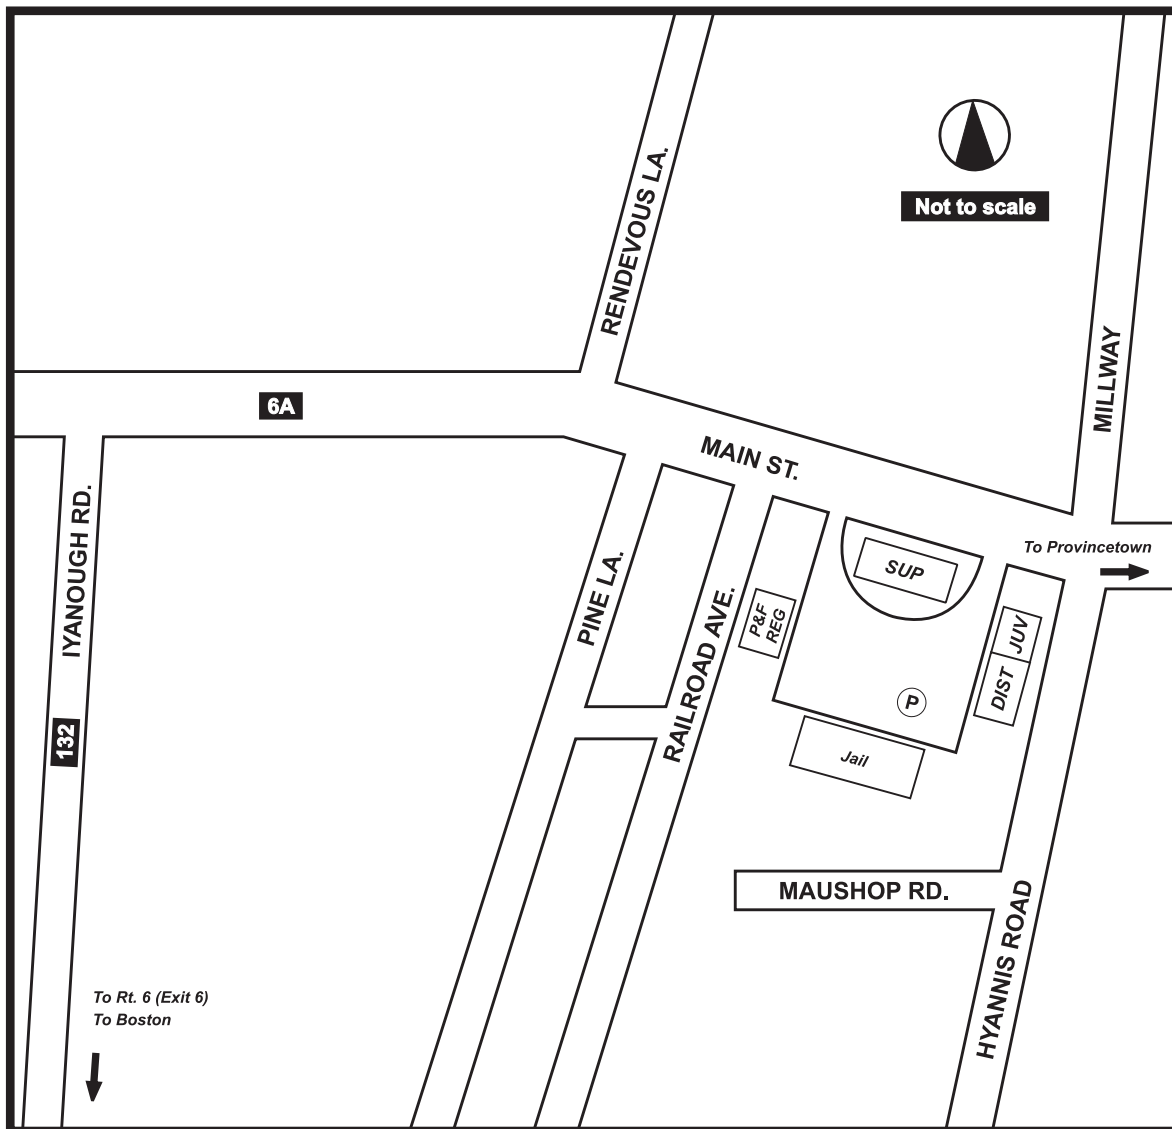 RENDEVOUS LA.
Not to scale
MILLWAY
6A
MAIN ST.
IYANOUGH RD.
To Provincetown
SUP
PINE LA.
P&F
REG
RAILROAD AVE.
JUV
DIST
P
132
Jail
MAUSHOP RD.
HYANNIS ROAD
To Rt. 6 (Exit 6)
To Boston